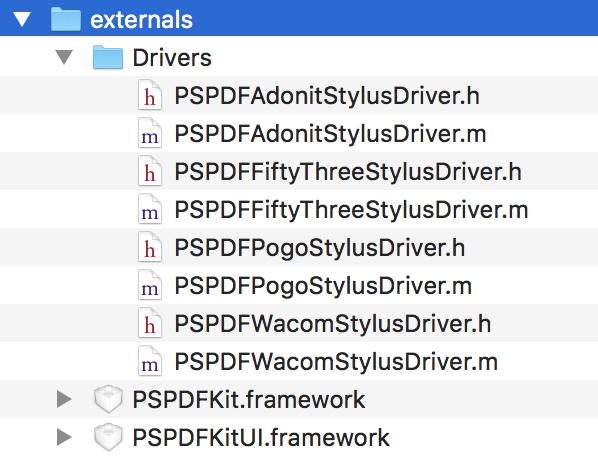 externals
Drivers
h PSPDFAdonitStylusDriver.h
m PSPDFAdonitStylusDriver.m
h PSPDFFiftyThreeStylusDriver.h
m PSPDFFiftyThreeStylusDriver.m
h PSPDFPogoStylusDriver.h
m PSPDFPogoStylusDriver.m
h PSPDFWacomStylusDriver.h
m PSPDFWacomStylusDriver.m
PSPDFKit.framework
PSPDFKitUI.framework